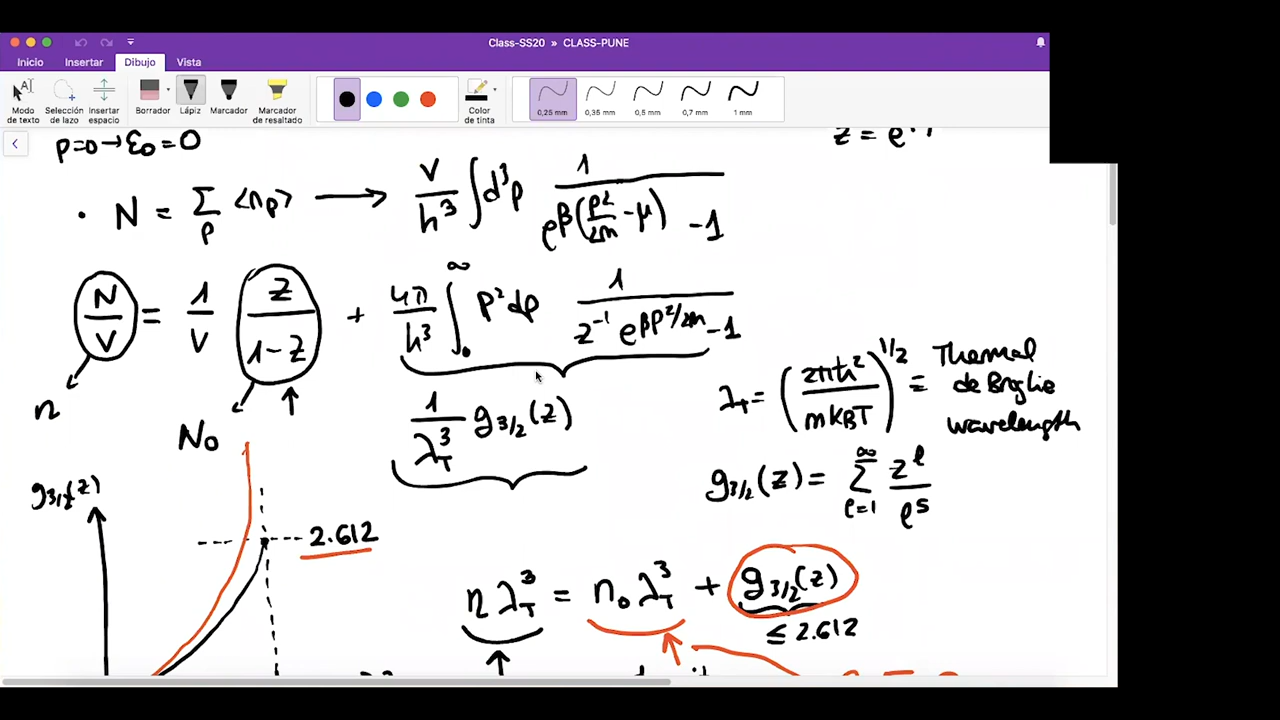 Class-SS20 » CLASS-PUNE
Inicio Insertar Dibujo Vista
Modo de texto Selección de lazo Insertar espacio Borrador Lápiz Marcador Marcador de resaltado Color de tinta 0,25 mm 0,35 mm 0,5 mm 0,7 mm 1 mm
p=0→ε₀=0
· N = Σ_p ⟨n_p⟩ ⟶ V/h³ ∫d³p 1/(e^{β(p²/2m - μ)} -1)
N/V = 1/V z/(1-z) + 4π/h³ ∫₀^∞ p²dp 1/(z⁻¹ e^{βp²/2m} -1)
n
N₀
1/λ_T³ g_{3/2}(z)
λ_T = (2πħ²/mK_BT)^{1/2} = Thermal
de Broglie
wavelength
g_{3/2}(z) = Σ_{ℓ=1}^∞ z^ℓ/ℓ^s
g_{3/2}(z)
2.612
nλ_T³ = n₀λ_T³ + g_{3/2}(z)
≤ 2.612